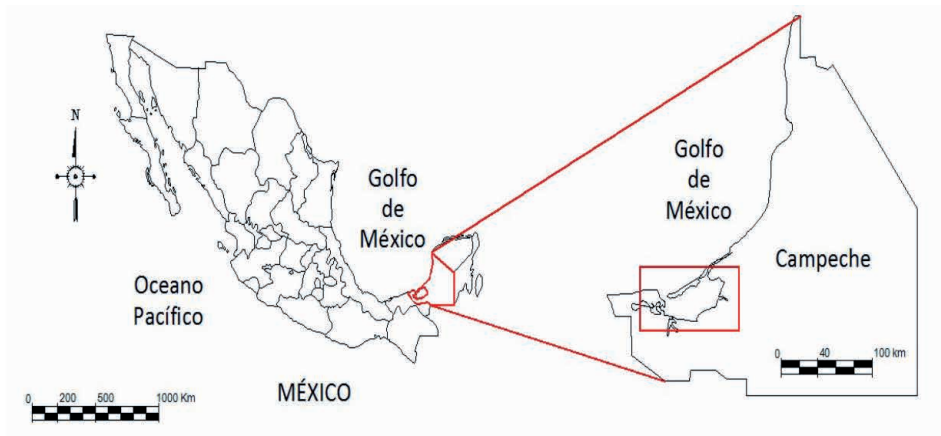 N
Golfo
de
México
Oceano
Pacífico
MÉXICO
0 200 500 1000 Km
Golfo
de
México
Campeche
0 40 100 km